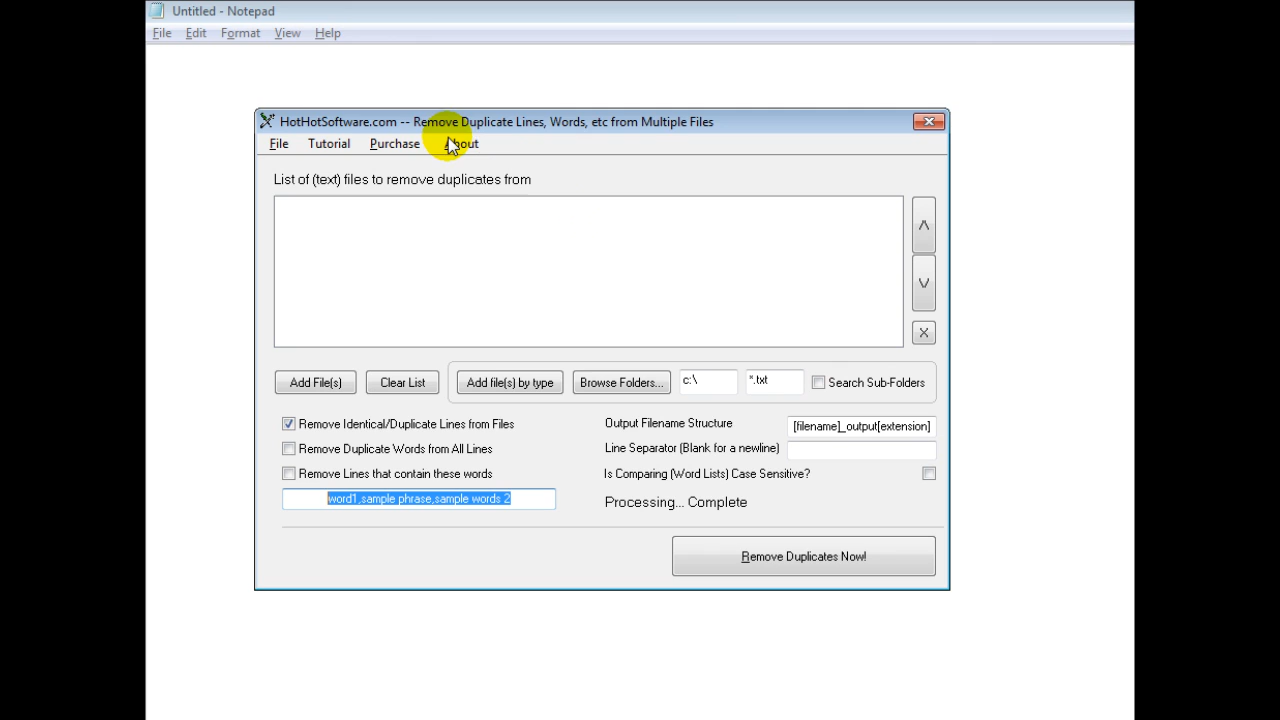 Untitled - Notepad
File Edit Format View Help
HotHotSoftware.com -- Remove Duplicate Lines, Words, etc from Multiple Files
File Tutorial Purchase About
List of (text) files to remove duplicates from
Add File(s) Clear List Add file(s) by type Browse Folders... c:\ *.txt Search Sub-Folders
Remove Identical/Duplicate Lines from Files Output Filename Structure [filename]_output[extension]
Remove Duplicate Words from All Lines Line Separator (Blank for a newline)
Remove Lines that contain these words Is Comparing (Word Lists) Case Sensitive?
word1,sample phrase,sample words 2 Processing... Complete
Remove Duplicates Now!